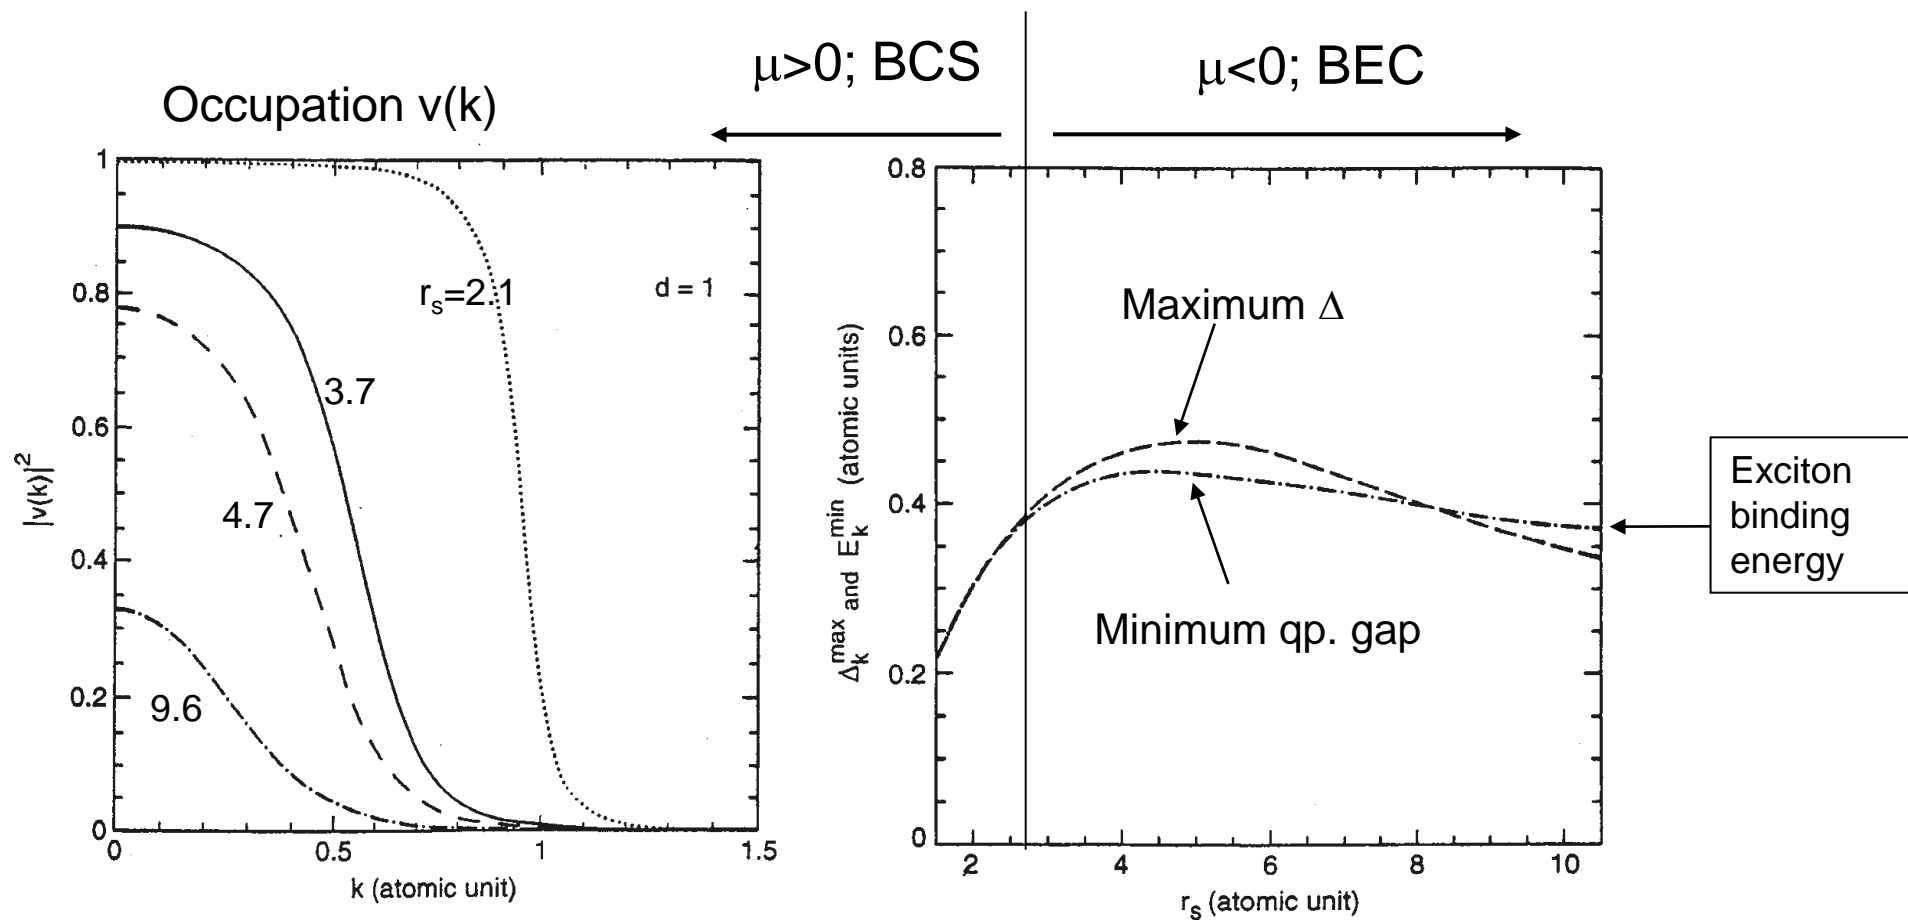 μ>0; BCS
μ<0; BEC
Occupation v(k)
1
0.8
0.6
0.4
0.2
0
|v(k)|²
r_s=2.1
d = 1
3.7
4.7
9.6
0
0.5
1
1.5
k (atomic unit)
0.8
0.6
0.4
0.2
0
Δ_k^max and E_k^min (atomic units)
Maximum Δ
Minimum qp. gap
2
4
6
8
10
r_s (atomic unit)
Exciton
binding
energy